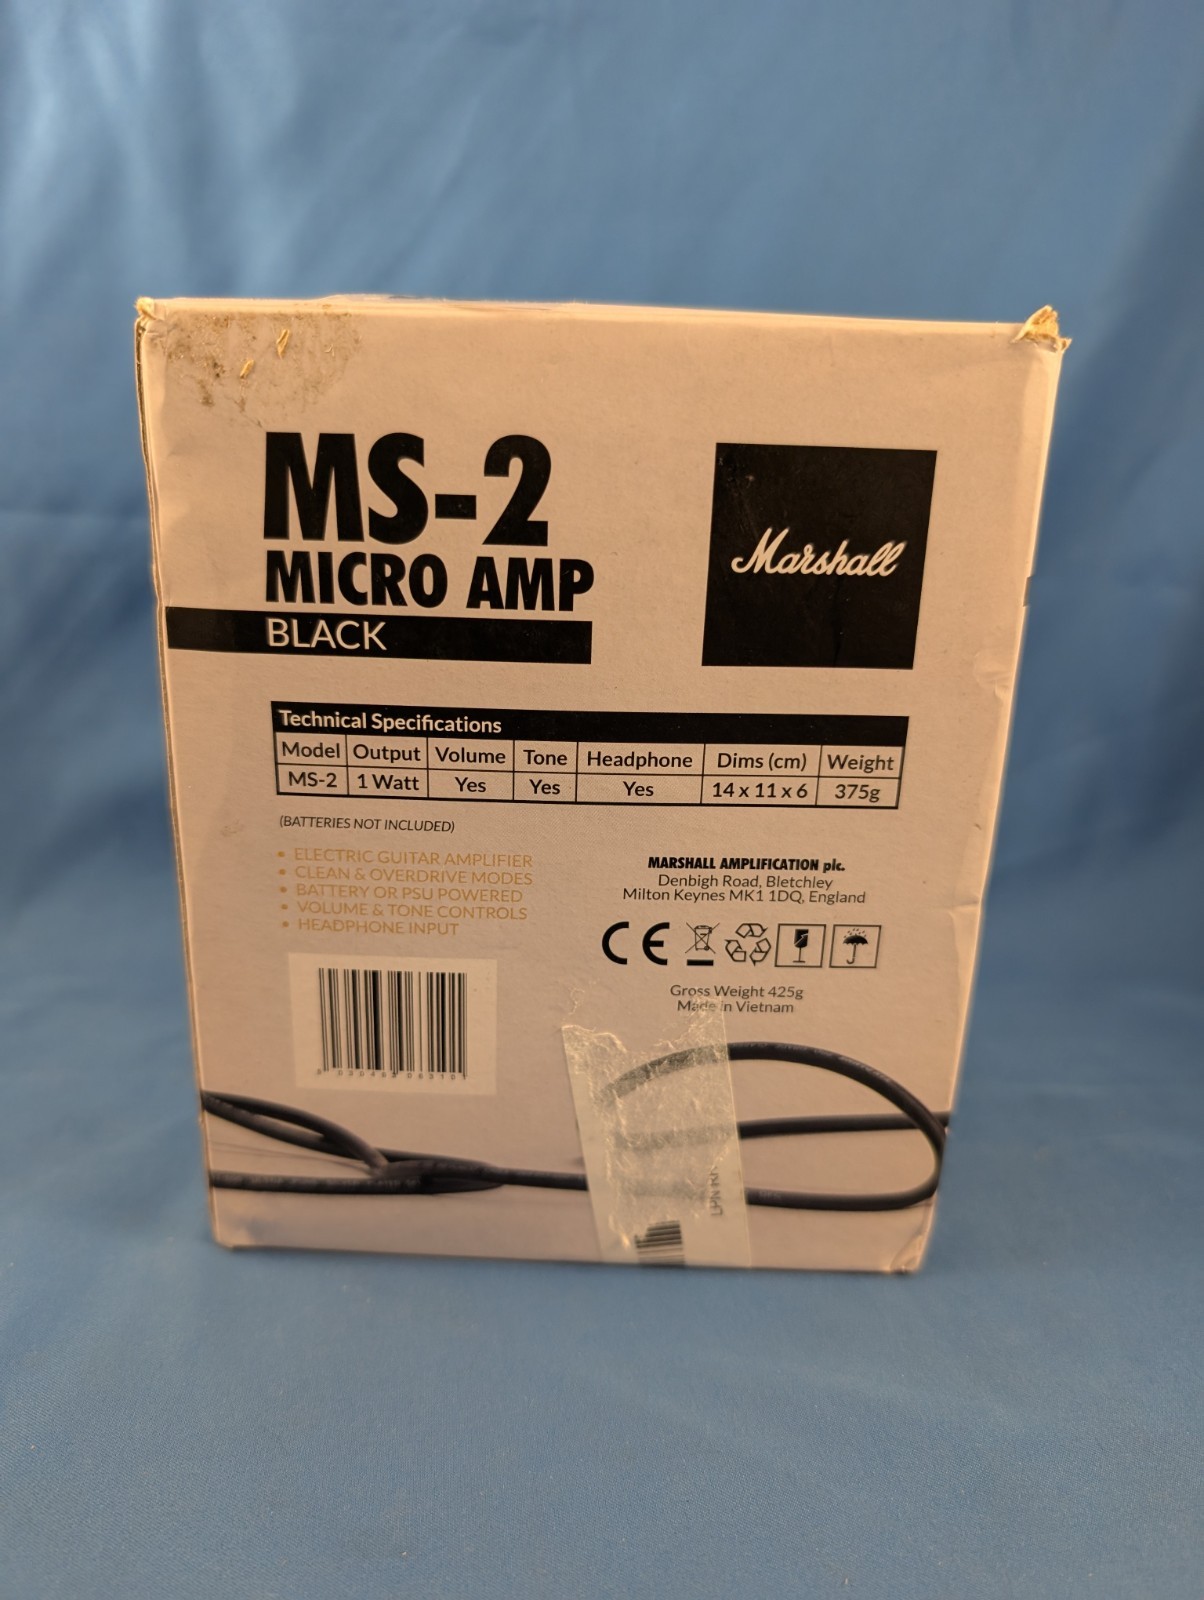 MS-2
MICRO AMP
BLACK
Marshall
Technical Specifications
Model Output Volume Tone Headphone Dims (cm) Weight
MS-2 1 Watt Yes Yes Yes 14 x 11 x 6 375g
(BATTERIES NOT INCLUDED)
• ELECTRIC GUITAR AMPLIFIER
• CLEAN & OVERDRIVE MODES
• BATTERY OR PSU POWERED
• VOLUME & TONE CONTROLS
• HEADPHONE INPUT
MARSHALL AMPLIFICATION plc.
Denbigh Road, Bletchley
Milton Keynes MK1 1DQ, England
CE
Gross Weight 425g
Made in Vietnam